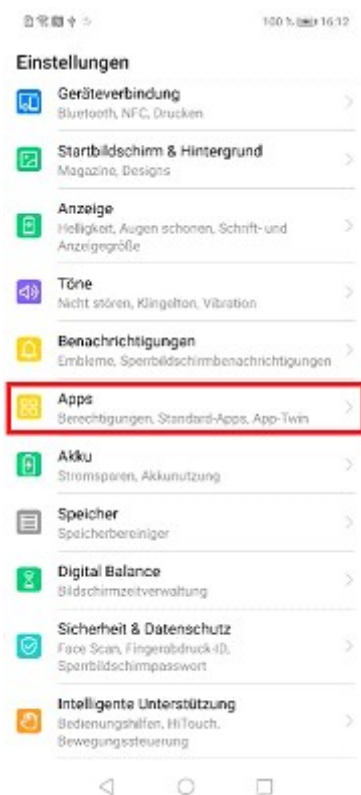 100 % 16:12
Einstellungen
Geräteverbindung
Bluetooth, NFC, Drucken
Startbildschirm & Hintergrund
Magazine, Designs
Anzeige
Helligkeit, Augen schonen, Schrift- und
Anzeigegröße
Töne
Nicht stören, Klingelton, Vibration
Benachrichtigungen
Embleme, Sperrbildschirmbenachrichtigungen
Apps
Berechtigungen, Standard-Apps, App-Twin
Akku
Stromsparen, Akkunutzung
Speicher
Speicherbereiniger
Digital Balance
Bildschirmzeitverwaltung
Sicherheit & Datenschutz
Face Scan, Fingerabdruck-ID,
Sperrbildschirmpasswort
Intelligente Unterstützung
Bedienungshilfen, HiTouch,
Bewegungssteuerung